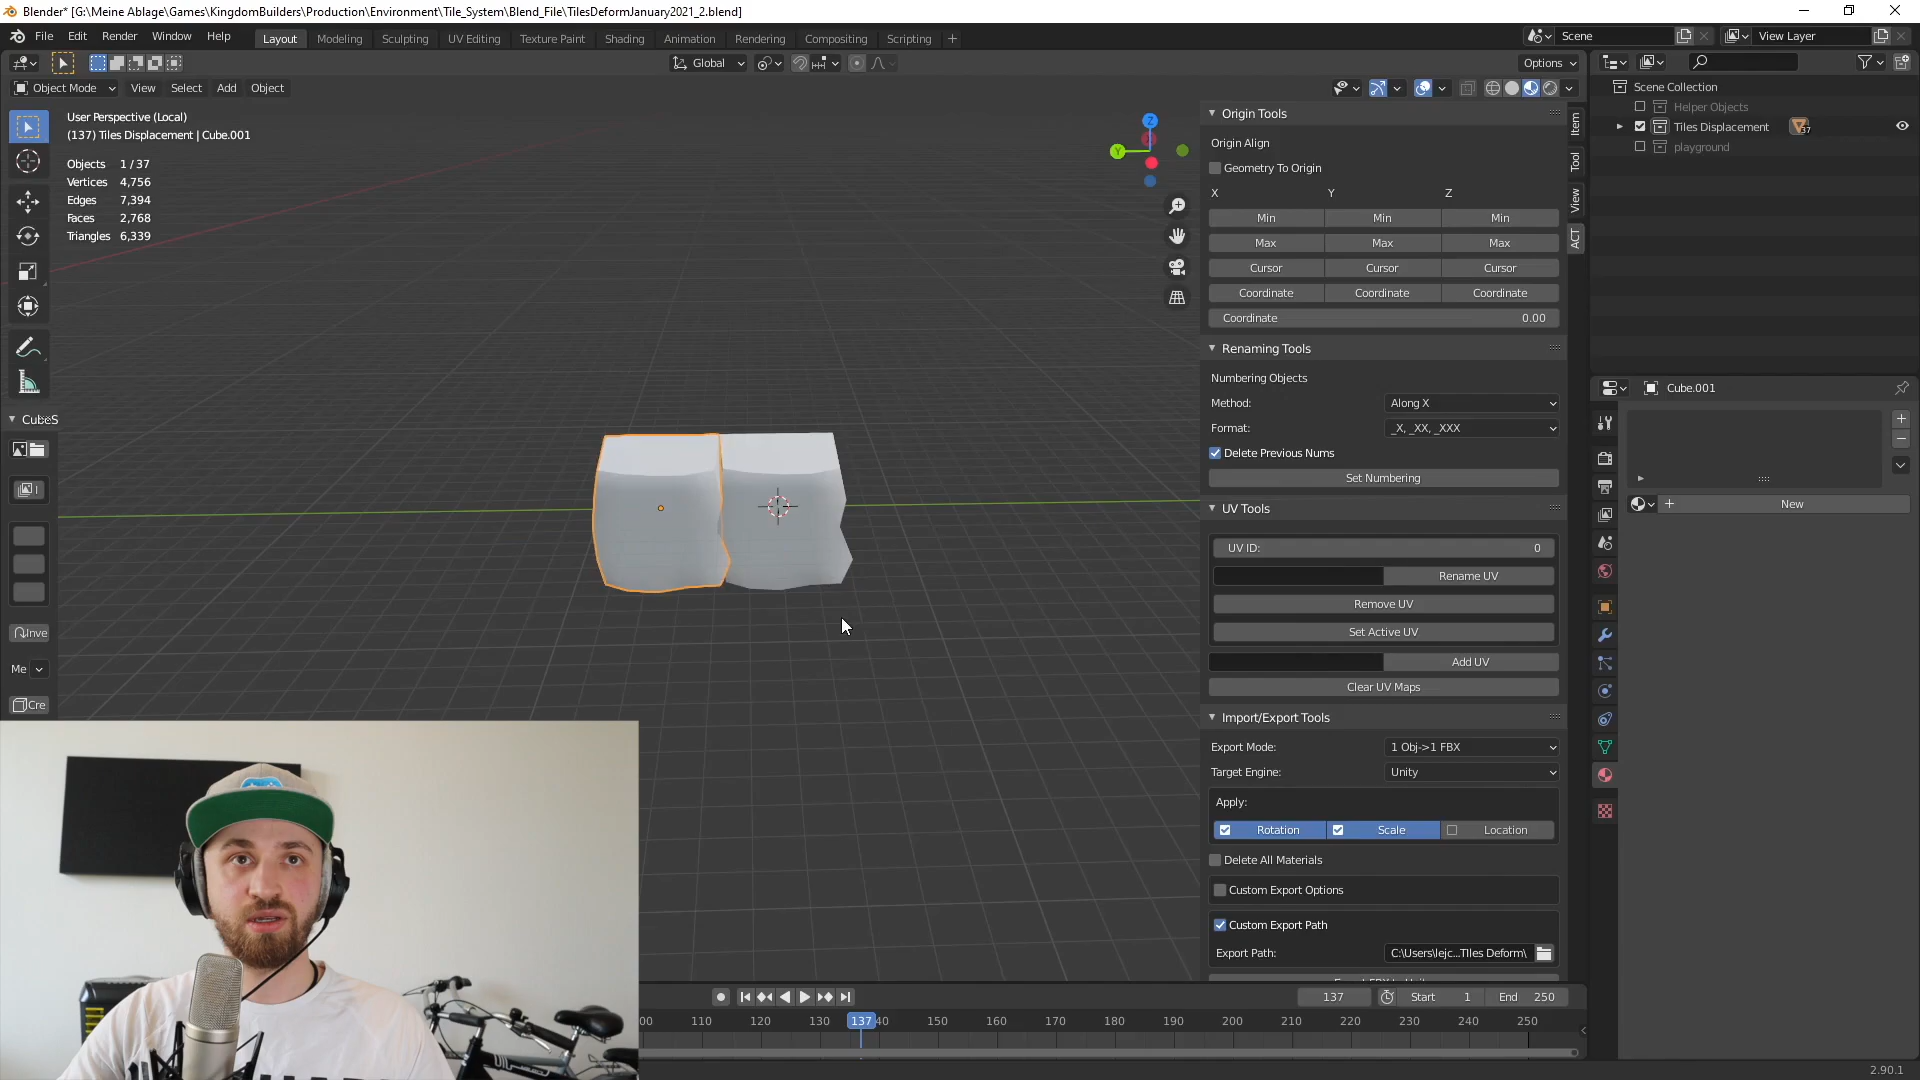 Blender* [G:\Meine Ablage\Games\KingdomBuilders\Production\Environment\Tile_System\Blend_File\TilesDeformJanuary2021_2.blend]
File Edit Render Window Help Layout Modeling Sculpting UV Editing Texture Paint Shading Animation Rendering Compositing Scripting + Scene View Layer
Global Options
Object Mode View Select Add Object
User Perspective (Local)
(137) Tiles Displacement | Cube.001
Objects 1 / 37
Vertices 4,756
Edges 7,394
Faces 2,768
Triangles 6,339
CubeS
Inve
Me
Cre
Z
Y
Origin Tools
Origin Align
Geometry To Origin
X Y Z
Min Min Min
Max Max Max
Cursor Cursor Cursor
Coordinate Coordinate Coordinate
Coordinate 0.00
Renaming Tools
Numbering Objects
Method: Along X
Format: _X, _XX, _XXX
Delete Previous Nums
Set Numbering
UV Tools
UV ID: 0
Rename UV
Remove UV
Set Active UV
Add UV
Clear UV Maps
Import/Export Tools
Export Mode: 1 Obj->1 FBX
Target Engine: Unity
Apply:
Rotation Scale Location
Delete All Materials
Custom Export Options
Custom Export Path
Export Path: C:\Users\lejc...TIles Deform\
Item
Tool
View
ACT
Scene Collection
Helper Objects
Tiles Displacement 37
playground
Cube.001
+ New
137 Start 1 End 250
110 120 130 137 150 160 170 180 190 200 210 220 230 240 250
2.90.1